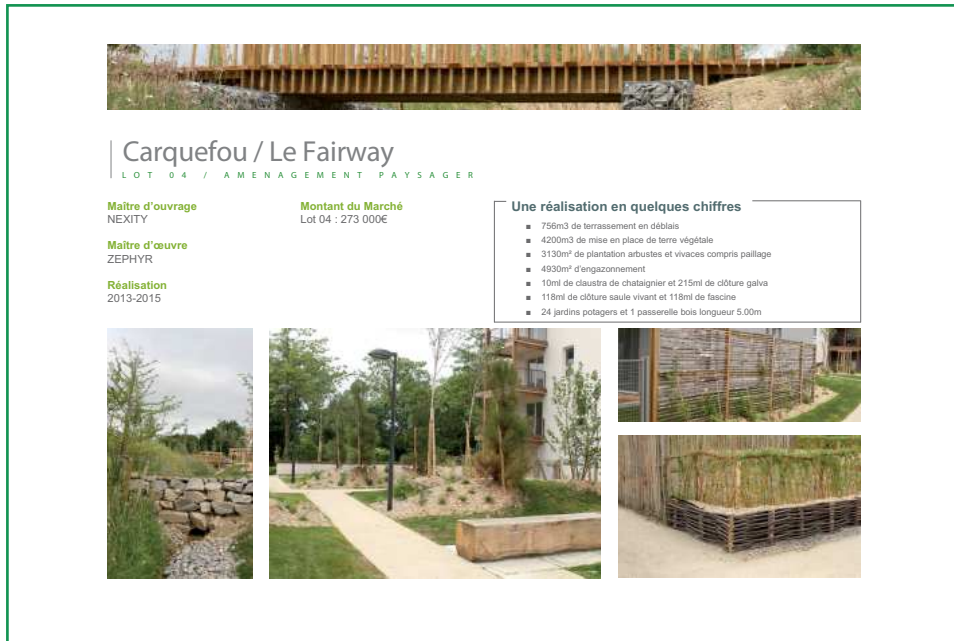 Carquefou / Le Fairway
LOT 04 / AMENAGEMENT PAYSAGER
Maître d'ouvrage
NEXITY
Maître d'œuvre
ZEPHYR
Réalisation
2013-2015
Montant du Marché
Lot 04 : 273 000€
Une réalisation en quelques chiffres
■ 756m3 de terrassement en déblais
■ 4200m3 de mise en place de terre végétale
■ 3130m² de plantation arbustes et vivaces compris paillage
■ 4930m² d'engazonnement
■ 10ml de claustra de chataignier et 215ml de clôture galva
■ 118ml de clôture saule vivant et 118ml de fascine
■ 24 jardins potagers et 1 passerelle bois longueur 5.00m